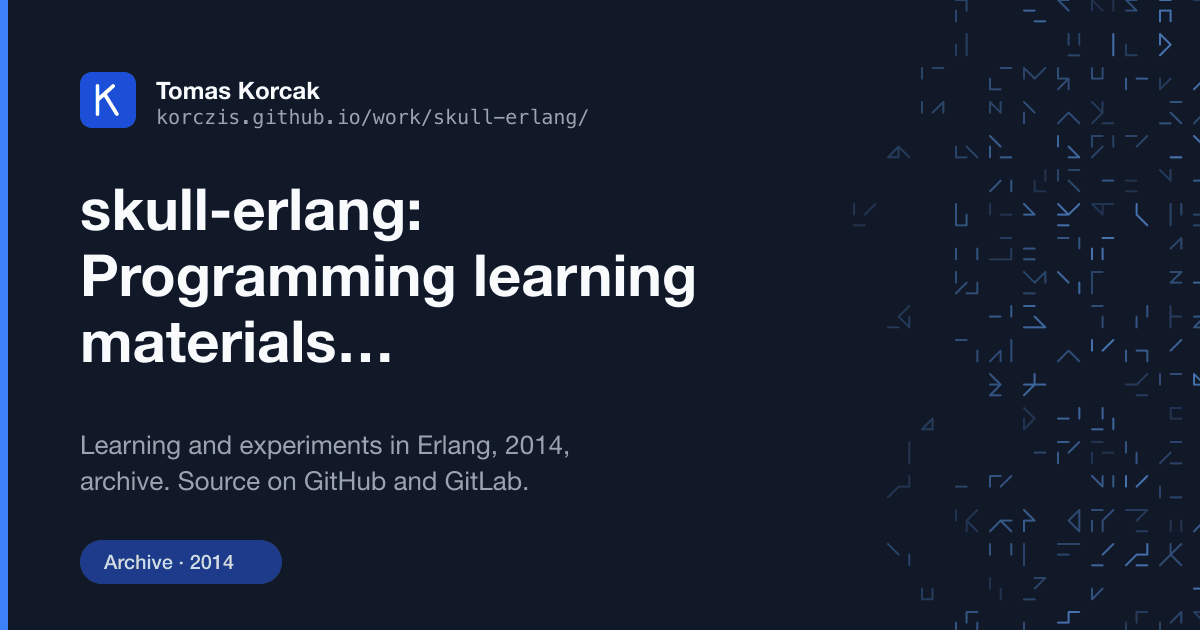 K
Tomas Korcak
korczis.github.io/work/skull-erlang/
skull-erlang:
Programming learning
materials…
Learning and experiments in Erlang, 2014,
archive. Source on GitHub and GitLab.
Archive · 2014